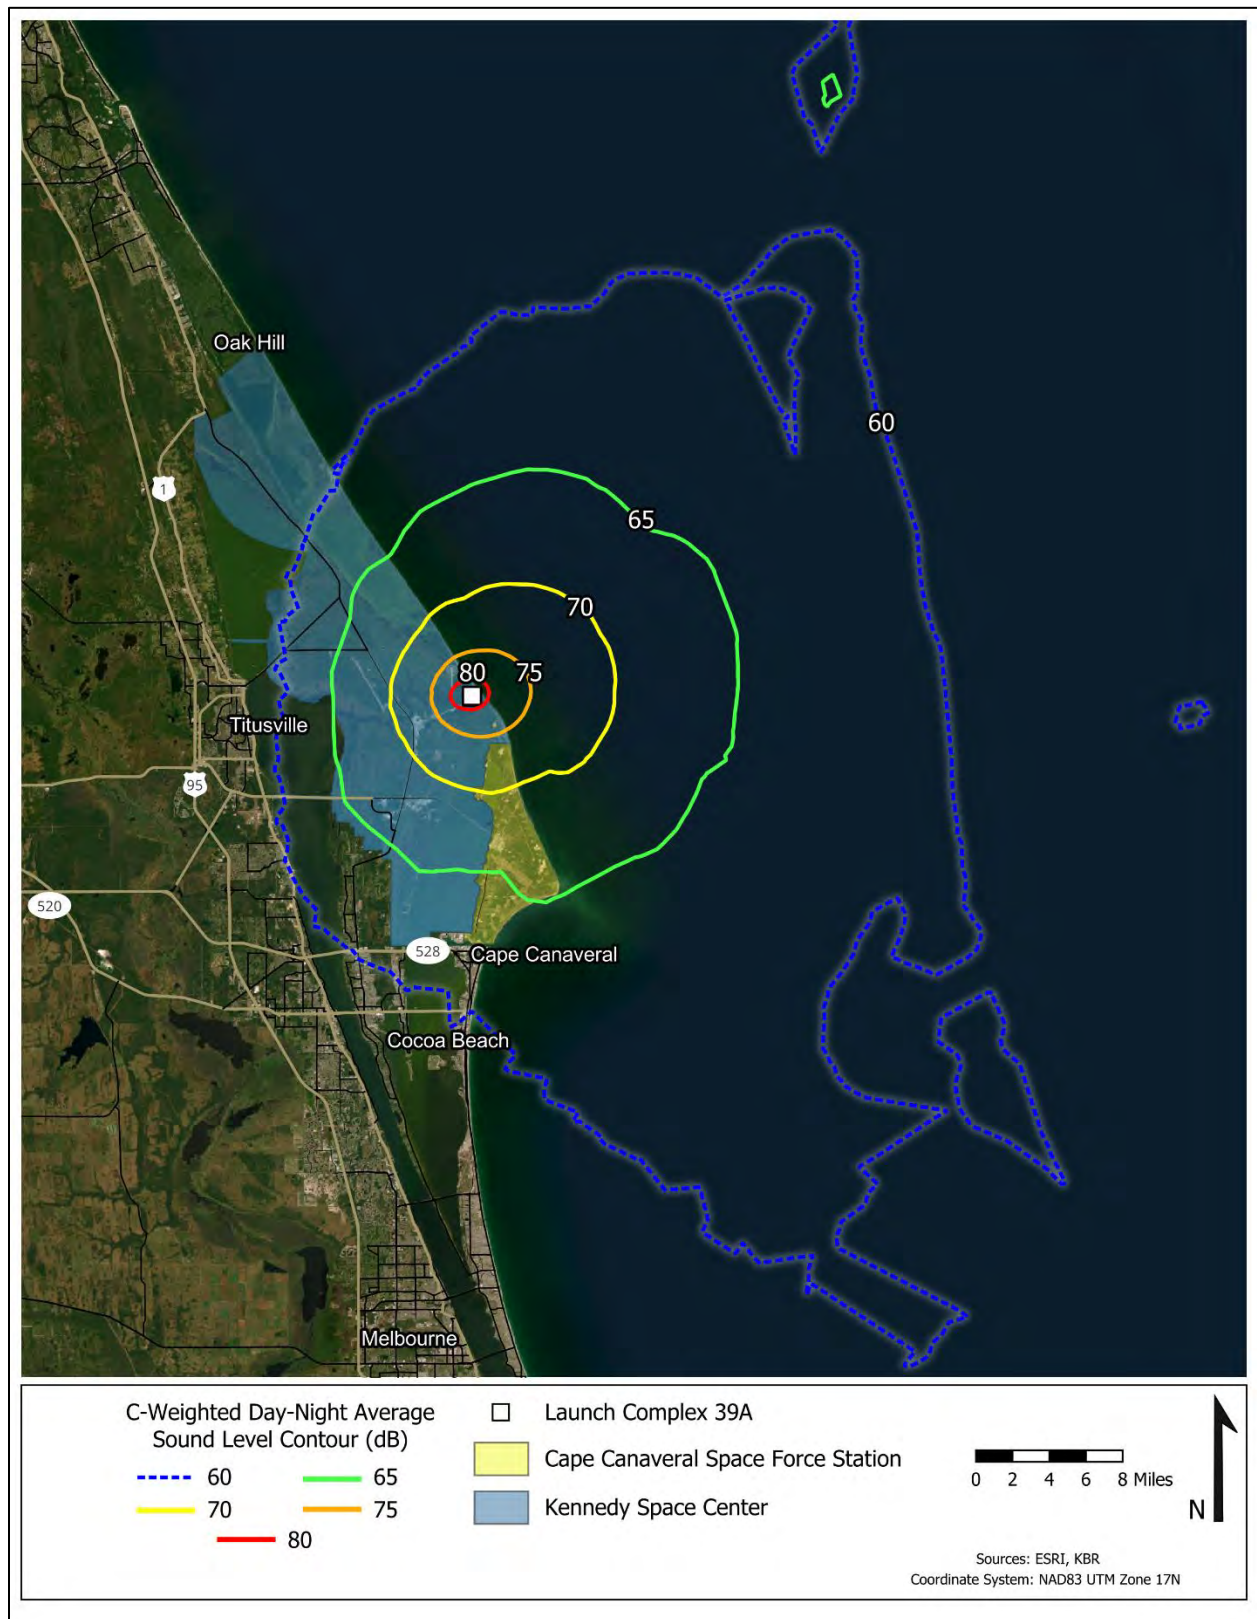 Oak Hill
60
1
65
70
80
75
Titusville
95
520
528
Cape Canaveral
Cocoa Beach
Melbourne
C-Weighted Day-Night Average
Sound Level Contour (dB)
60
65
70
75
80
Launch Complex 39A
Cape Canaveral Space Force Station
Kennedy Space Center
0 2 4 6 8 Miles
N
Sources: ESRI, KBR
Coordinate System: NAD83 UTM Zone 17N